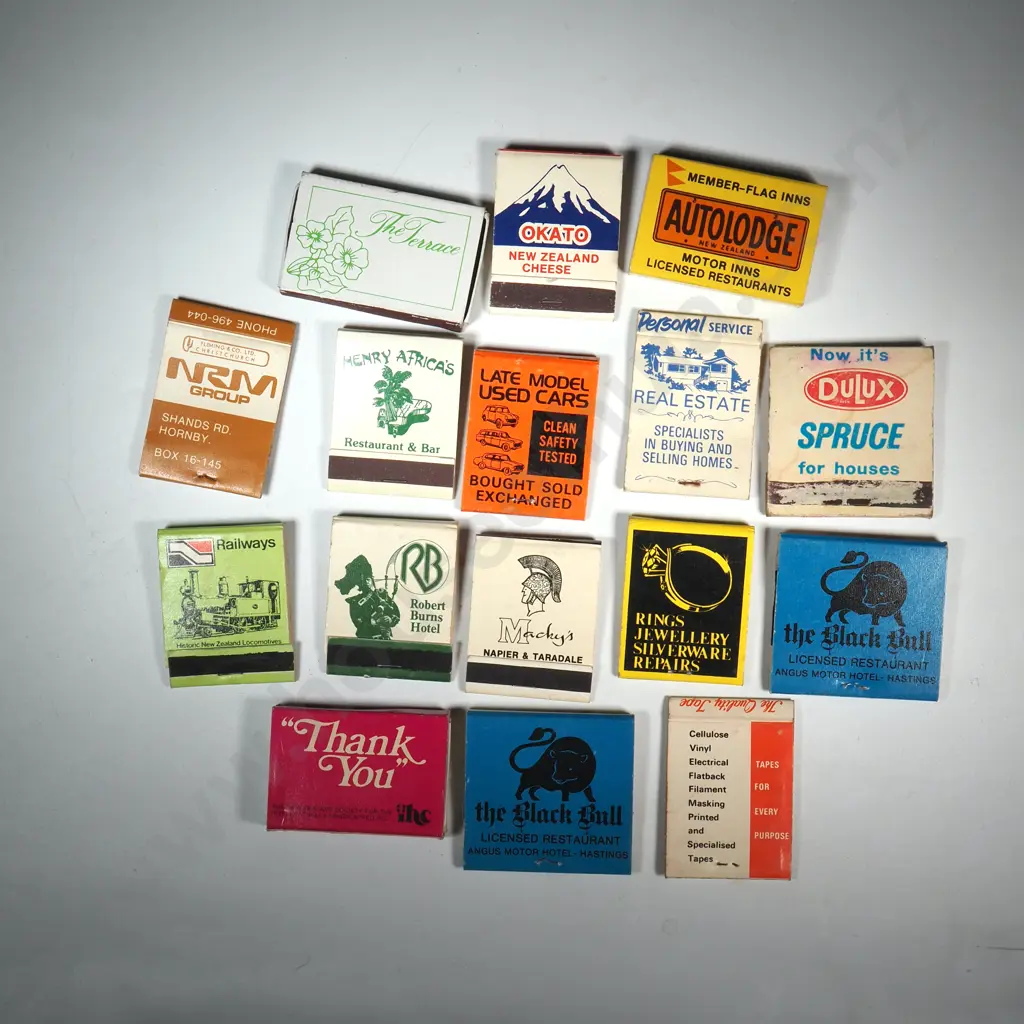 The Terrace
OKATO
NEW ZEALAND
CHEESE
MEMBER-FLAG INNS
AUTOLODGE
NEW ZEALAND
MOTOR INNS
LICENSED RESTAURANTS
PHONE 496-044
CHRISTCHURCH
NRM
GROUP
SHANDS RD.
HORNBY.
BOX 16-145
HENRY AFRICA'S
Restaurant & Bar
LATE MODEL
USED CARS
CLEAN
SAFETY
TESTED
BOUGHT SOLD
EXCHANGED
Personal SERVICE
REAL ESTATE
SPECIALISTS
IN BUYING AND
SELLING HOMES
Now it's
DULUX
SPRUCE
for houses
Railways
Historic New Zealand Locomotives
RB
Robert
Burns
Hotel
Macky's
NAPIER & TARADALE
RINGS
JEWELLERY
SILVERWARE
REPAIRS
the Black Bull
LICENSED RESTAURANT
ANGUS MOTOR HOTEL - HASTINGS
"Thank
You"
ihc
the Black Bull
LICENSED RESTAURANT
ANGUS MOTOR HOTEL - HASTINGS
The Quality Tape
Cellulose
Vinyl
Electrical
Flatback
Filament
Masking
Printed
and
Specialised
Tapes
TAPES
FOR
EVERY
PURPOSE